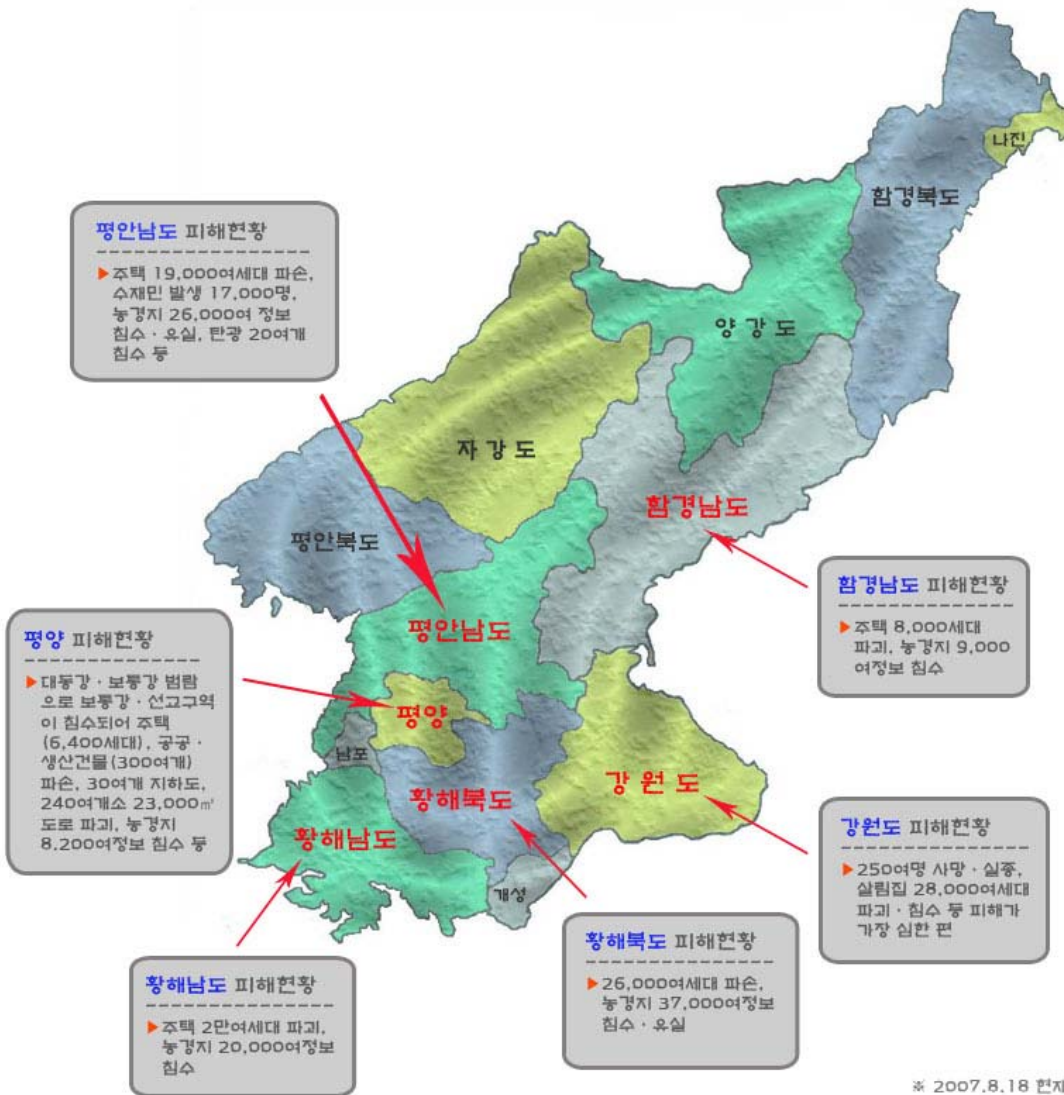 나진
함경북도
평안남도 피해현황
▶주택 19,000여세대 파손,
수재민 발생 17,000명,
농경지 26,000여 정보
침수·유실, 탄광 20여개
침수 등
양강도
자강도
함경남도
평안북도
함경남도 피해현황
▶주택 8,000세대
파괴, 농경지 9,000
여정보 침수
평안남도
평양 피해현황
▶대동강·보통강 범람
으로 보통강·선교구역
이 침수되어 주택
(6,400세대), 공공·
생산건물(300여개)
파손, 30여개 지하도,
240여개소 23,000㎡
도로 파괴, 농경지
8,200여정보 침수 등
평양
남포
강원도
황해북도
황해남도
개성
강원도 피해현황
▶250여명 사망·실종,
살림집 28,000여세대
파괴·침수 등 피해가
가장 심한 편
황해북도 피해현황
▶26,000여세대 파손,
농경지 37,000여정보
침수·유실
황해남도 피해현황
▶주택 2만여세대 파괴,
농경지 20,000여정보
침수
※ 2007.8.18 현재